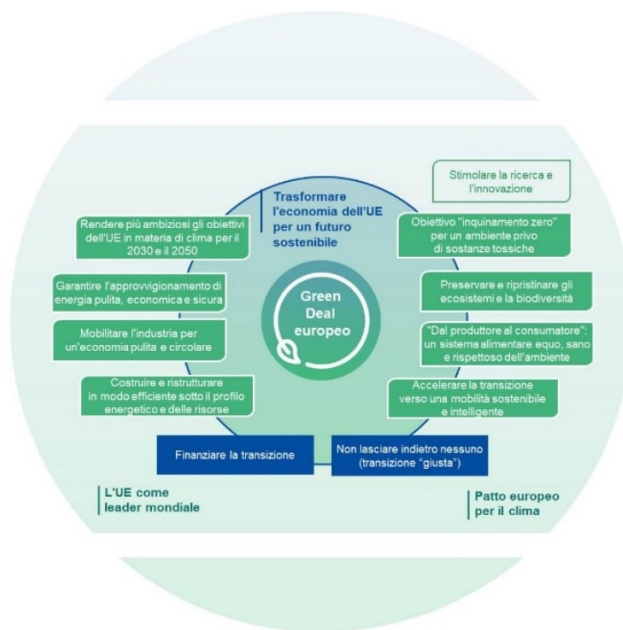 Trasformare
l'economia dell'UE
per un futuro
sostenibile
Stimolare la ricerca e
l'innovazione
Rendere più ambiziosi gli obiettivi
dell'UE in materia di clima per il
2030 e il 2050
Obiettivo "inquinamento zero"
per un ambiente privo
di sostanze tossiche
Garantire l'approvvigionamento di
energia pulita, economica e sicura
Green
Deal
europeo
Preservare e ripristinare gli
ecosistemi e la biodiversità
Mobilitare l'industria per
un'economia pulita e circolare
"Dal produttore al consumatore":
un sistema alimentare equo, sano
e rispettoso dell'ambiente
Costruire e ristrutturare
in modo efficiente sotto il profilo
energetico e delle risorse
Accelerare la transizione
verso una mobilità sostenibile
e intelligente
Finanziare la transizione
Non lasciare indietro nessuno
(transizione "giusta")
L'UE come
leader mondiale
Patto europeo
per il clima